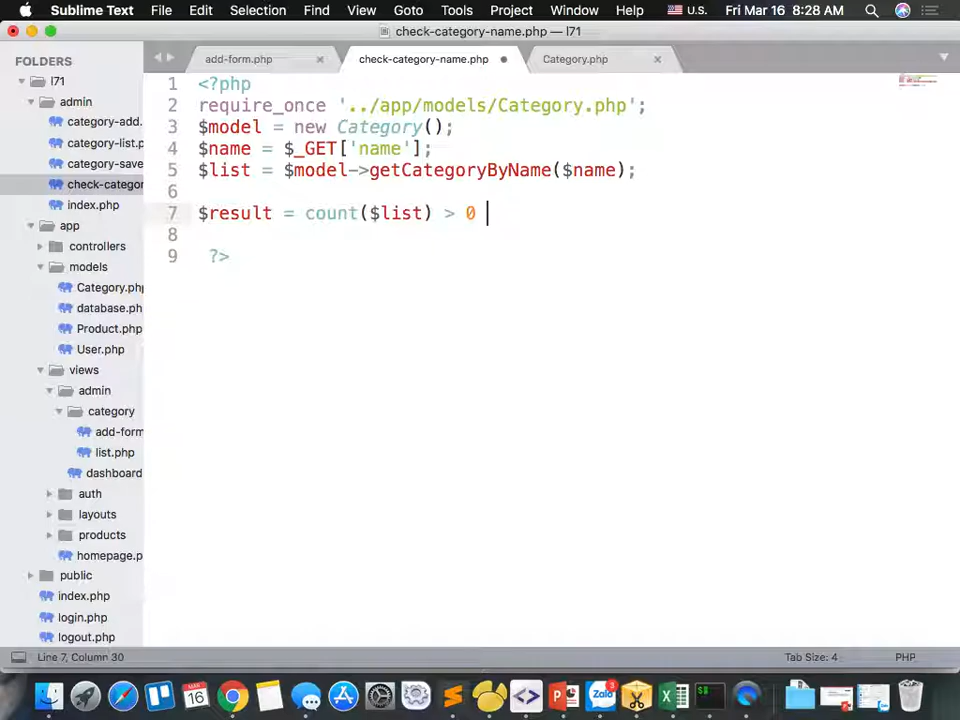 Sublime Text File Edit Selection Find View Goto Tools Project Window Help U.S. Fri Mar 16 8:28 AM
check-category-name.php — l71
FOLDERS
l71
admin
category-add.
category-list.p
category-save
check-categor
index.php
app
controllers
models
Category.php
database.ph
Product.php
User.php
views
admin
category
add-form
list.php
dashboard
auth
layouts
products
homepage.p
public
index.php
login.php
logout.php
add-form.php check-category-name.php Category.php
1 <?php
2 require_once '../app/models/Category.php';
3 $model = new Category();
4 $name = $_GET['name'];
5 $list = $model->getCategoryByName($name);
6
7 $result = count($list) > 0
8
9 ?>
Line 7, Column 30 Tab Size: 4 PHP
MAR
16
Zalo
3